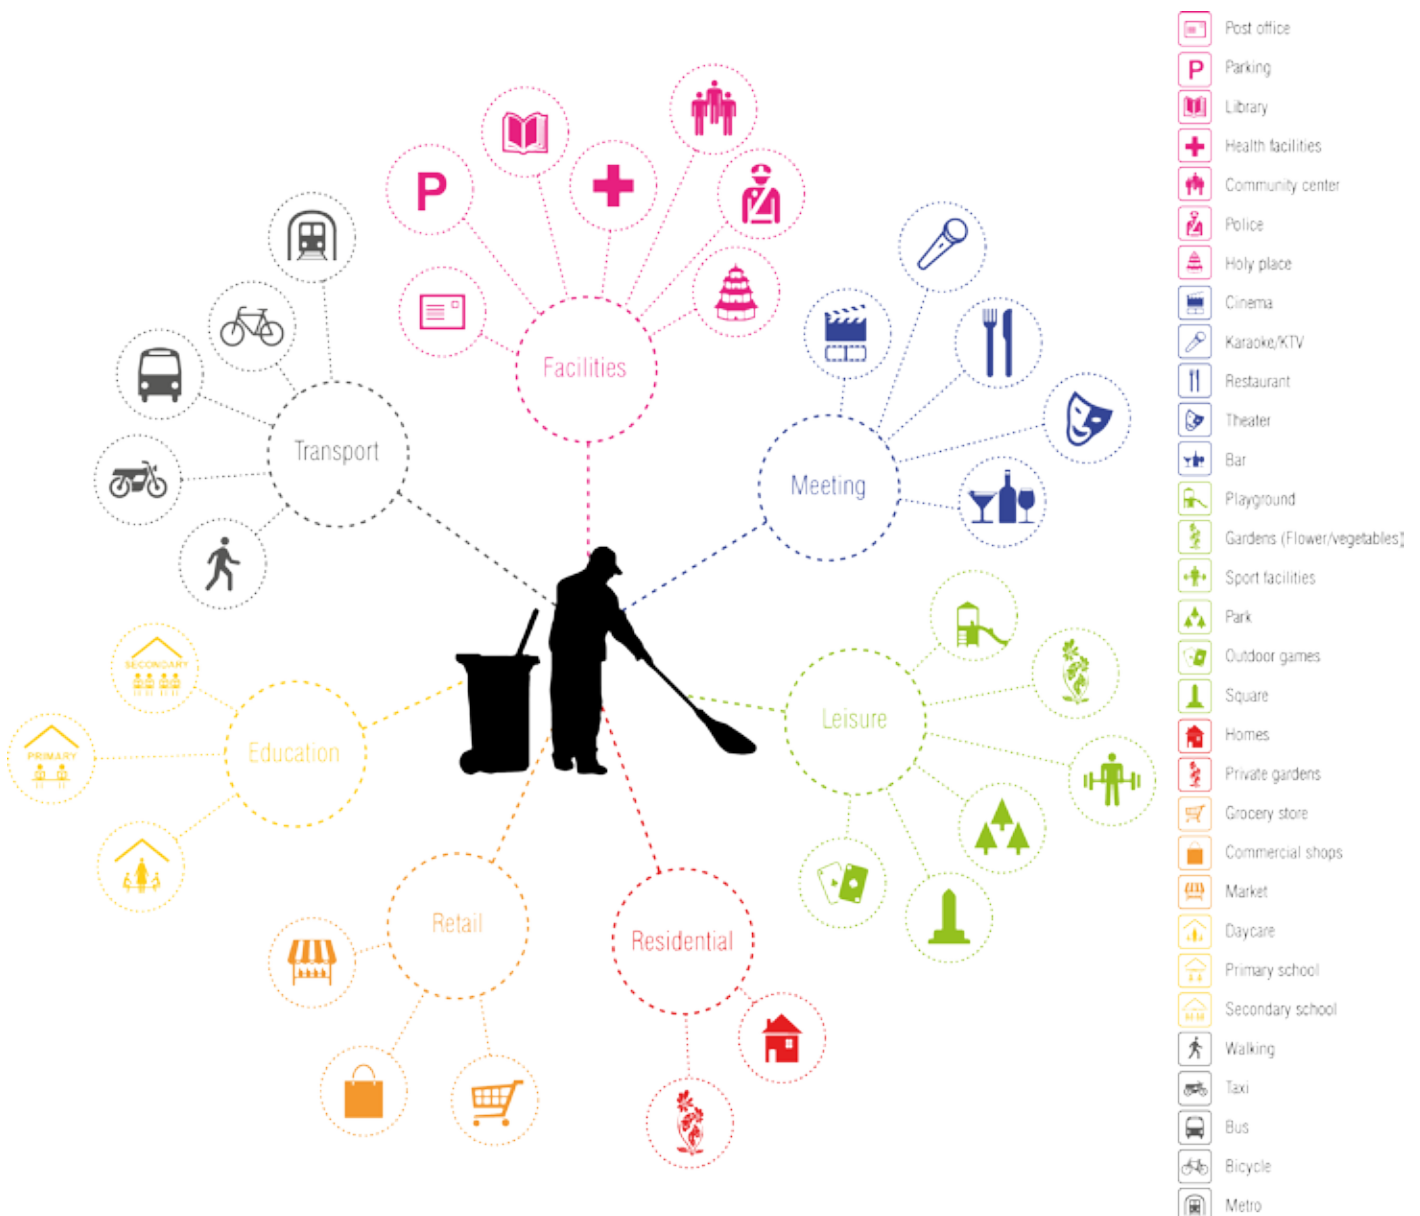 P
Facilities
Transport
Meeting
SECONDARY
PRIMARY
Education
Leisure
Retail
Residential
Post office
P Parking
Library
Health facilities
Community center
Police
Holy place
Cinema
Karaoke/KTV
Restaurant
Theater
Bar
Playground
Gardens (Flower/vegetables)
Sport facilities
Park
Outdoor games
Square
Homes
Private gardens
Grocery store
Commercial shops
Market
Daycare
Primary school
Secondary school
Walking
Taxi
Bus
Bicycle
Metro